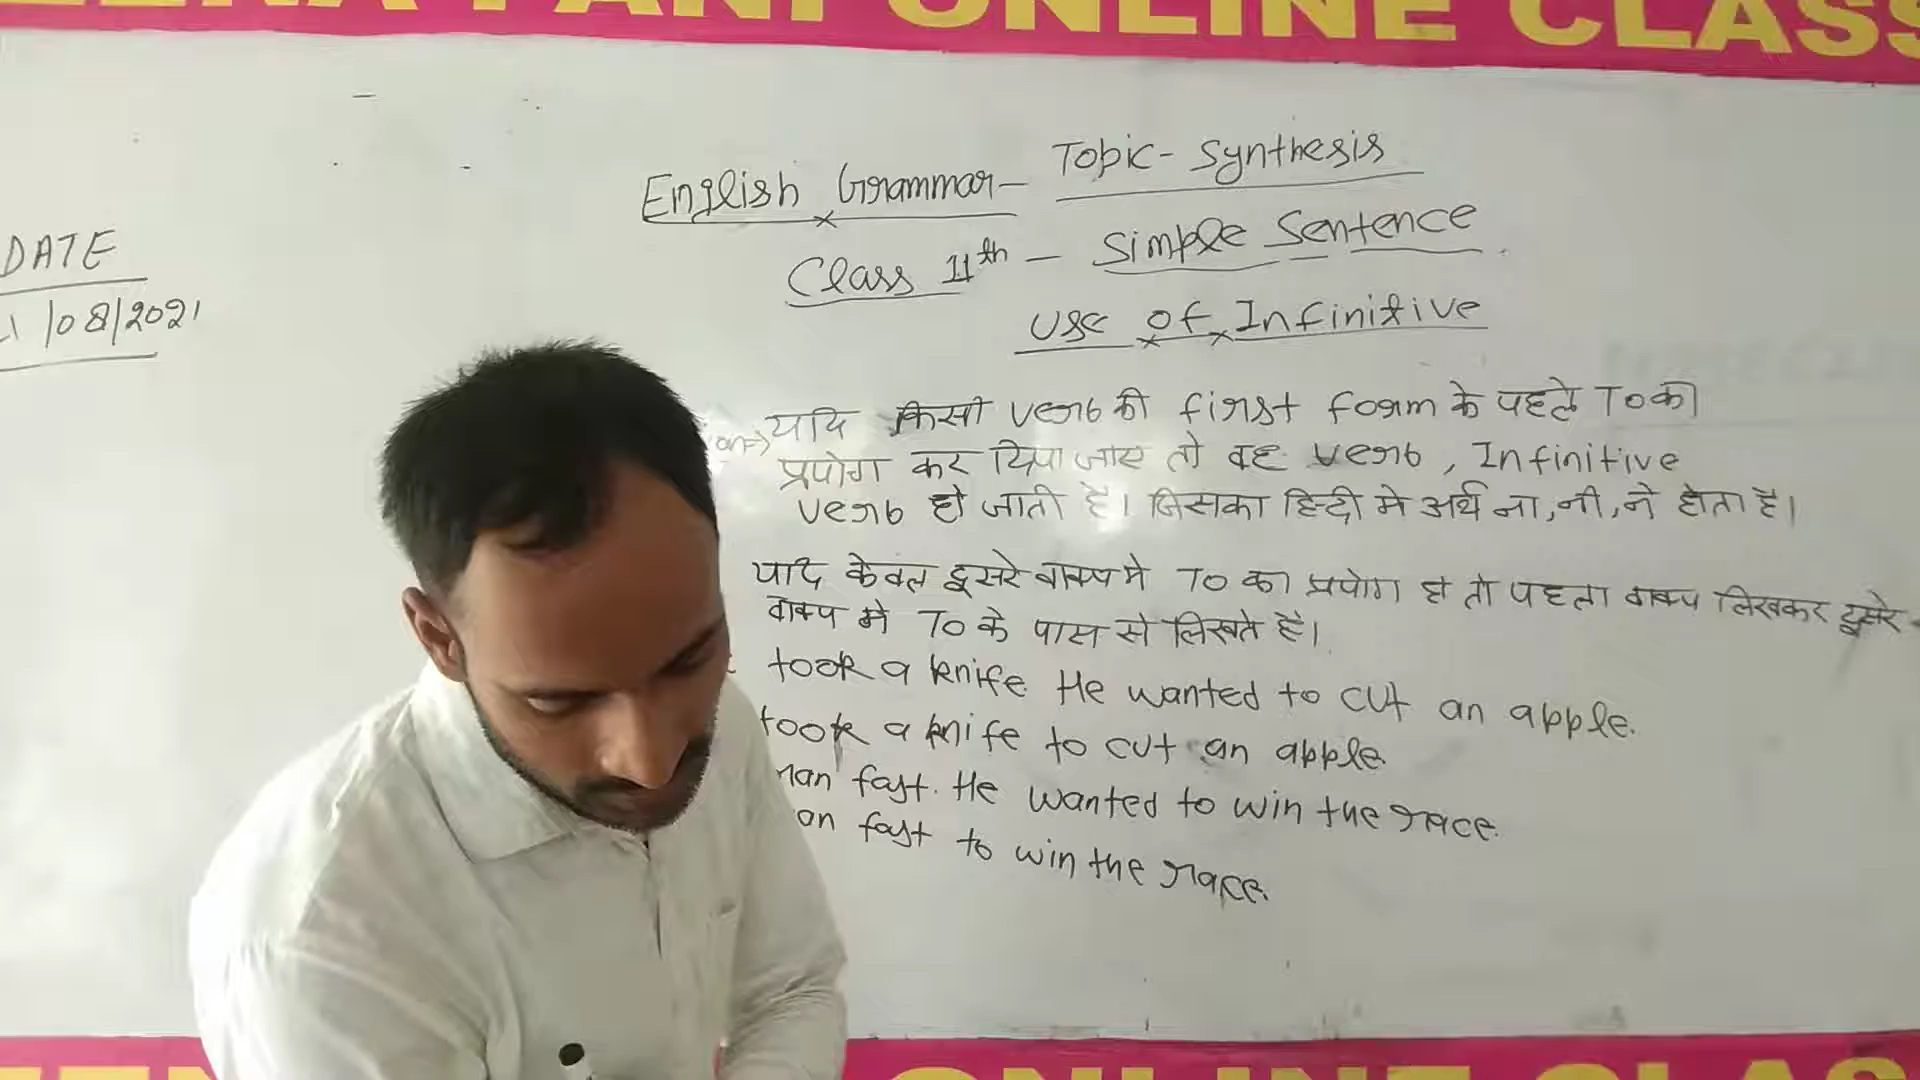 PANI ONLINE CLASS
English Grammar - Topic - Synthesis
Class 11th - Simple Sentence
Use of Infinitive
DATE
/08/2021
यदि किसी verb की first form के पहले To का
प्रयोग कर दिया जाए तो वह verb, Infinitive
verb हो जाती है। जिसका हिन्दी मे अर्थ ना, नी, ने होता है।
यदि केवल दूसरे वाक्य मे To का प्रयोग हो तो पहला वाक्य लिखकर दूसरे
वाक्य मे To के पास से लिखते हैं।
took a knife. He wanted to cut an apple.
took a knife to cut an apple.
fast. He wanted to win the race.
fast to win the race.
ONLINE CLAS